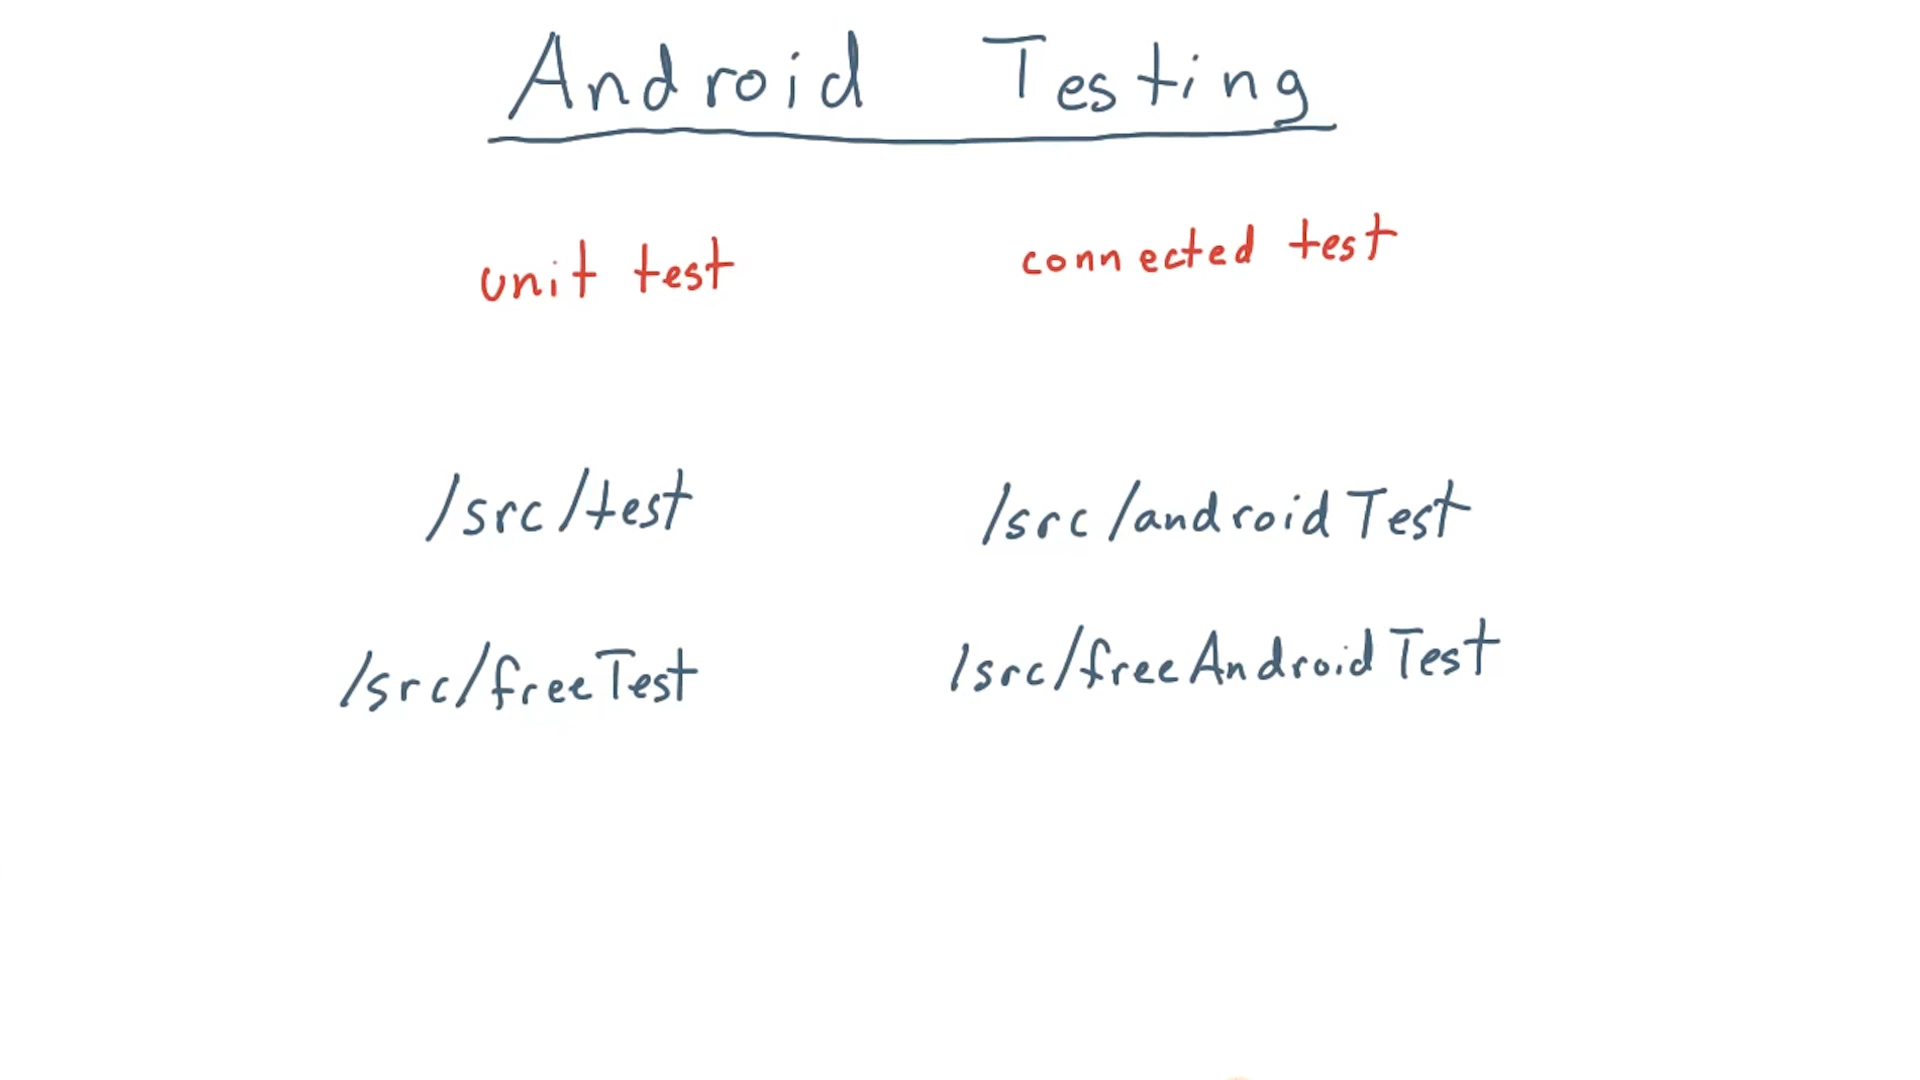 Android Testing
unit test
connected test
/src/test
/src/androidTest
/src/freeTest
/src/freeAndroidTest